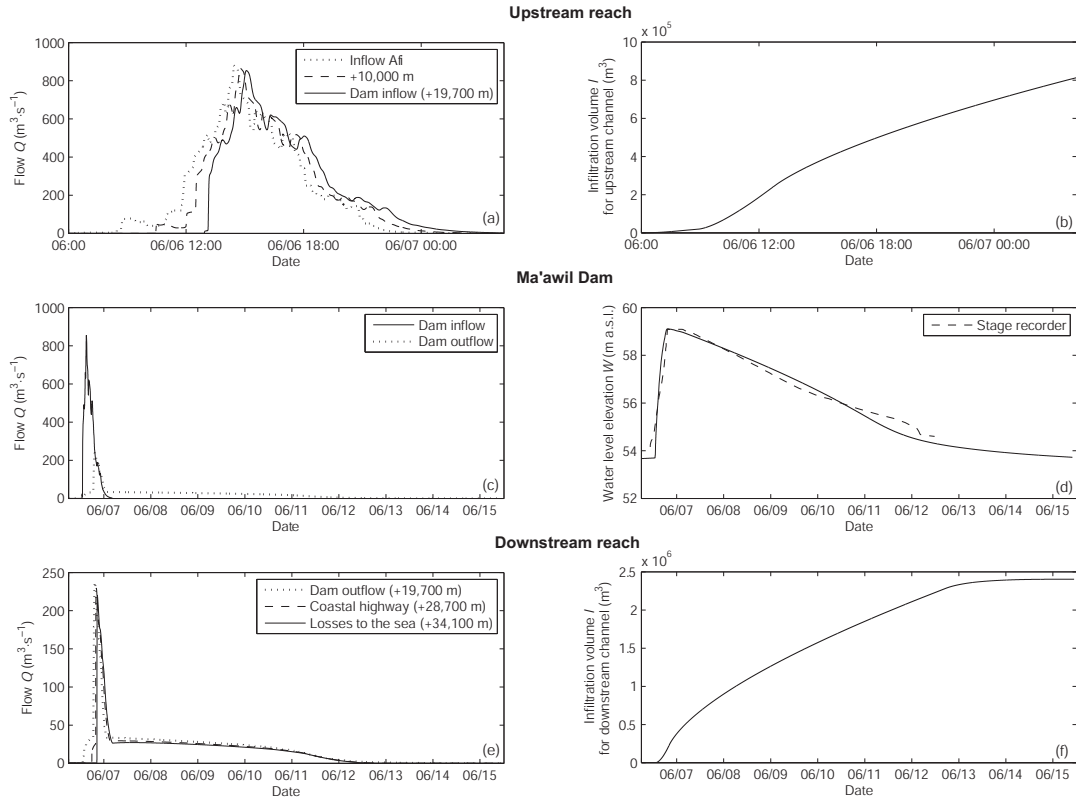 Upstream reach
1000
800
600
400
200
0
Flow Q (m³·s⁻¹)
Inflow Afi
+10,000 m
Dam inflow (+19,700 m)
(a)
06:00
06/06 12:00
06/06 18:00
06/07 00:00
Date
x 10⁵
10
8
6
4
2
0
Infiltration volume I
for upstream channel (m³)
(b)
06:00
06/06 12:00
06/06 18:00
06/07 00:00
Date
Ma'awil Dam
1000
800
600
400
200
0
Flow Q (m³·s⁻¹)
Dam inflow
Dam outflow
(c)
06/07 06/08 06/09 06/10 06/11 06/12 06/13 06/14 06/15
Date
60
58
56
54
52
Water level elevation W (m a.s.l.)
Stage recorder
(d)
06/07 06/08 06/09 06/10 06/11 06/12 06/13 06/14 06/15
Date
Downstream reach
250
200
150
100
50
0
Flow Q (m³·s⁻¹)
Dam outflow (+19,700 m)
Coastal highway (+28,700 m)
Losses to the sea (+34,100 m)
(e)
06/07 06/08 06/09 06/10 06/11 06/12 06/13 06/14 06/15
Date
x 10⁶
2.5
2
1.5
1
0.5
0
Infiltration volume I
for downstream channel (m³)
(f)
06/07 06/08 06/09 06/10 06/11 06/12 06/13 06/14 06/15
Date